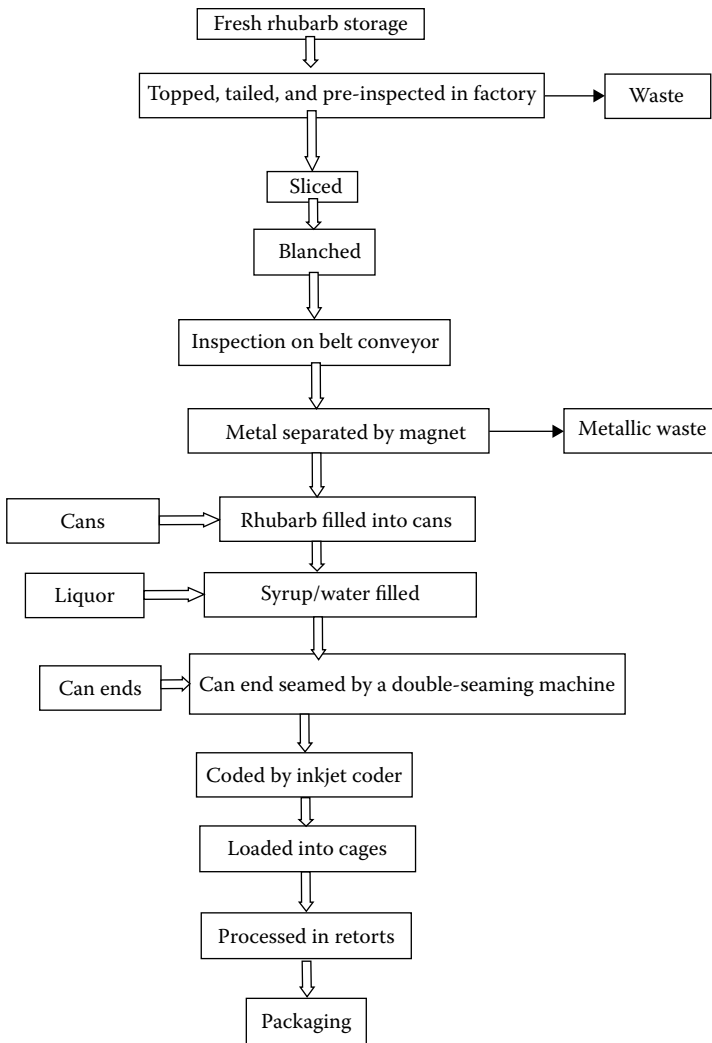 Fresh rhubarb storage
Topped, tailed, and pre-inspected in factory
Waste
Sliced
Blanched
Inspection on belt conveyor
Metal separated by magnet
Metallic waste
Cans
Rhubarb filled into cans
Liquor
Syrup/water filled
Can ends
Can end seamed by a double-seaming machine
Coded by inkjet coder
Loaded into cages
Processed in retorts
Packaging